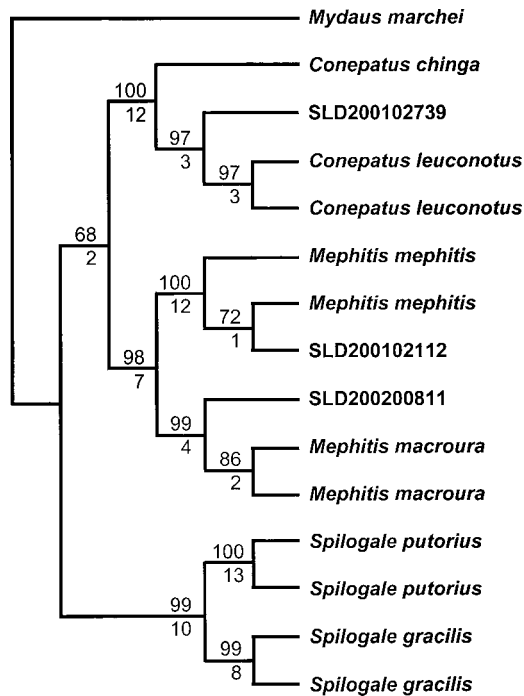 Mydaus marchei
Conepatus chinga
100
12
SLD200102739
97
3
Conepatus leuconotus
97
3
Conepatus leuconotus
68
2
Mephitis mephitis
100
12
Mephitis mephitis
72
1
SLD200102112
98
7
SLD200200811
99
4
Mephitis macroura
86
2
Mephitis macroura
Spilogale putorius
100
13
Spilogale putorius
99
10
Spilogale gracilis
99
8
Spilogale gracilis